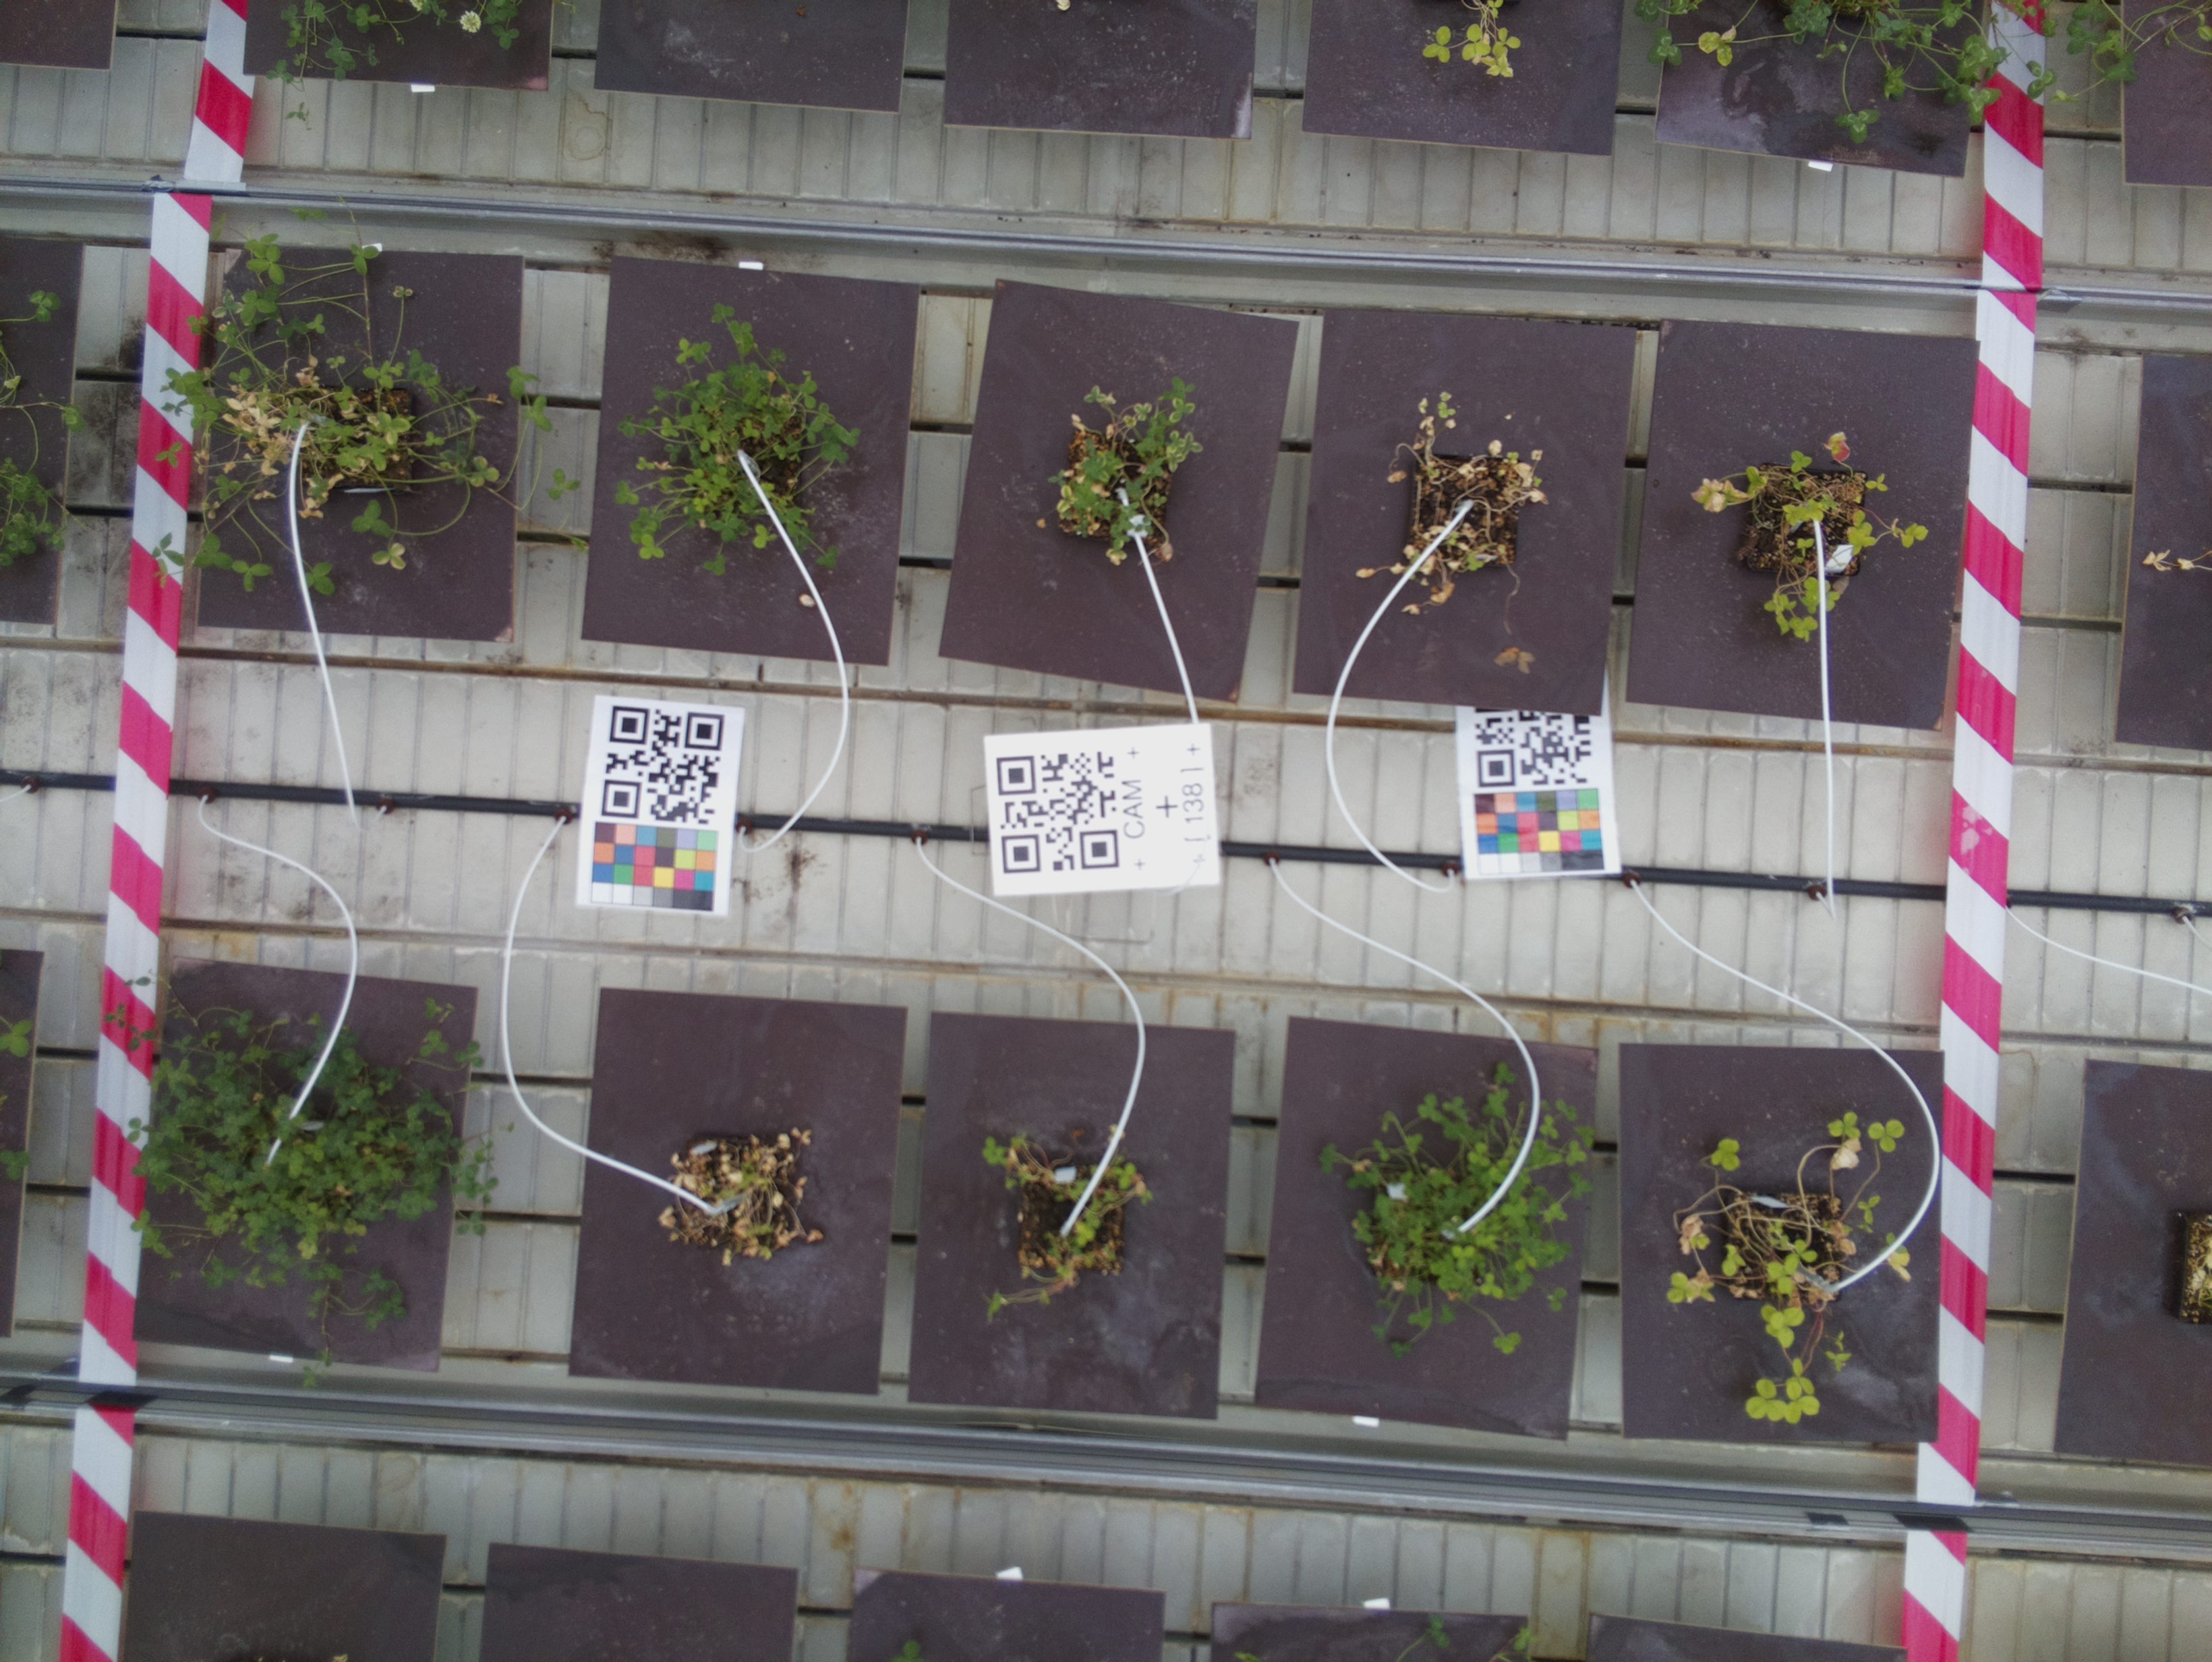 + CAM +
+
+ [ 138 ] +